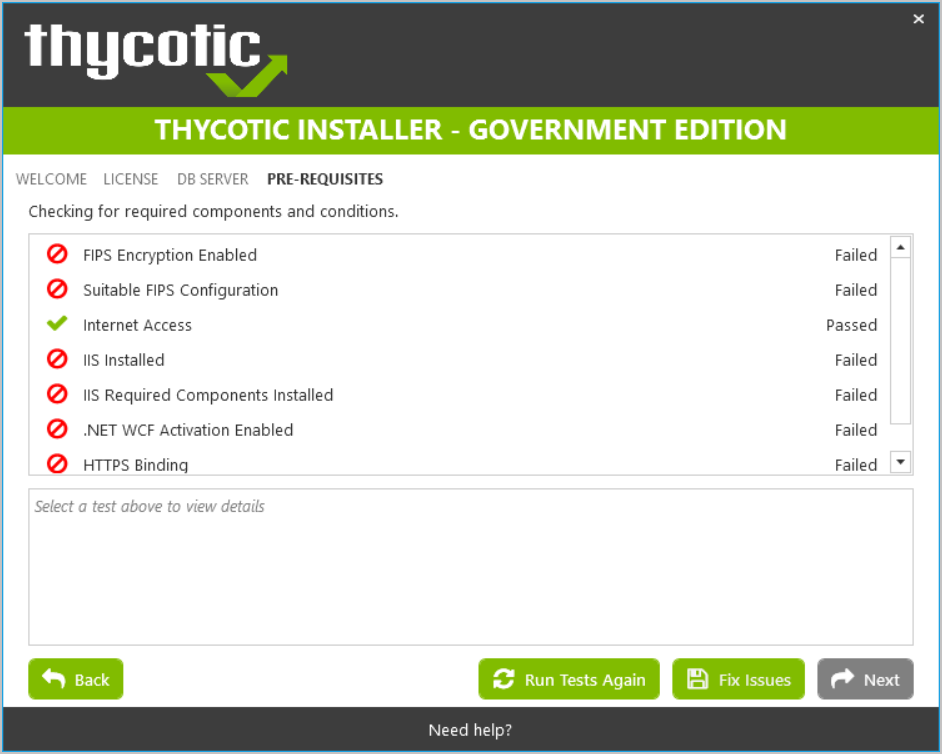 thycotic
THYCOTIC INSTALLER - GOVERNMENT EDITION
WELCOME LICENSE DB SERVER PRE-REQUISITES
Checking for required components and conditions.
FIPS Encryption Enabled Failed
Suitable FIPS Configuration Failed
Internet Access Passed
IIS Installed Failed
IIS Required Components Installed Failed
.NET WCF Activation Enabled Failed
HTTPS Binding Failed
Select a test above to view details
Back Run Tests Again Fix Issues Next
Need help?